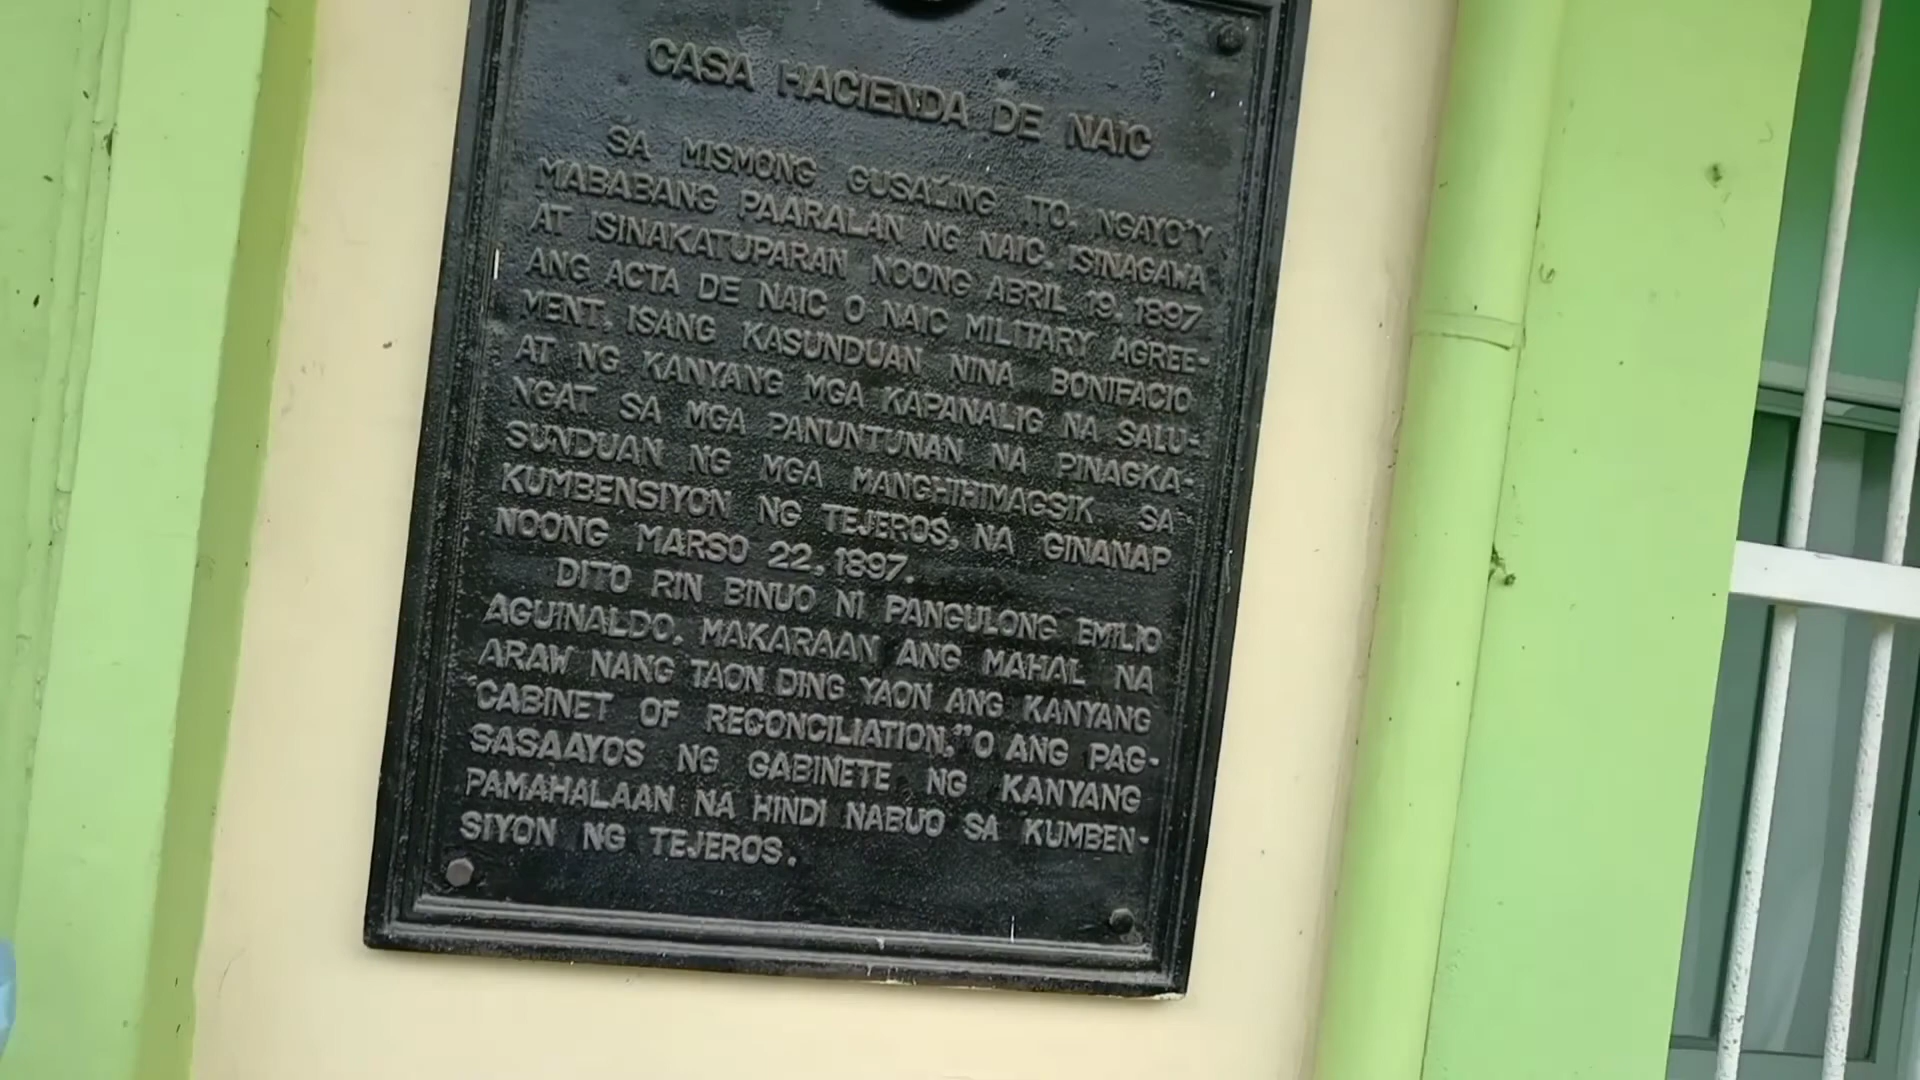 CASA HACIENDA DE NAIC
SA MISMONG GUSALING ITO, NGAYO'Y
MABABANG PAARALAN NG NAIC, ISINAGAWA
AT ISINAKATUPARAN NOONG ABRIL 19, 1897
ANG ACTA DE NAIC O NAIC MILITARY AGREE-
MENT, ISANG KASUNDUAN NINA BONIFACIO
AT NG KANYANG MGA KAPANALIG NA SALU-
NGAT SA MGA PANUNTUNAN NA PINAGKA-
SUNDUAN NG MGA MANGHIHIMAGSIK SA
KUMBENSIYON NG TEJEROS, NA GINANAP
NOONG MARSO 22, 1897.
DITO RIN BINUO NI PANGULONG EMILIO
AGUINALDO, MAKARAAN ANG MAHAL NA
ARAW NANG TAON DING YAON ANG KANYANG
"CABINET OF RECONCILIATION," O ANG PAG-
SASAAYOS NG GABINETE NG KANYANG
PAMAHALAAN NA HINDI NABUO SA KUMBEN-
SIYON NG TEJEROS.